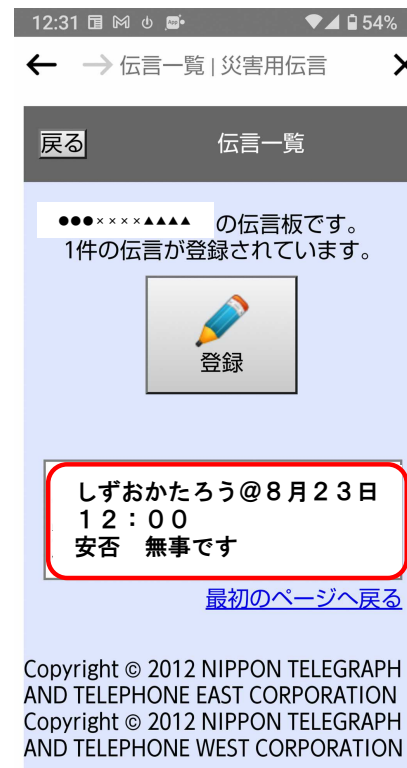 12:31 54%
← → 伝言一覧 | 災害用伝言 ×
戻る 伝言一覧
●●●××××▲▲▲▲ の伝言板です。
1件の伝言が登録されています。
登録
しずおかたろう@8月23日
12:00
安否 無事です
最初のページへ戻る
Copyright © 2012 NIPPON TELEGRAPH
AND TELEPHONE EAST CORPORATION
Copyright © 2012 NIPPON TELEGRAPH
AND TELEPHONE WEST CORPORATION